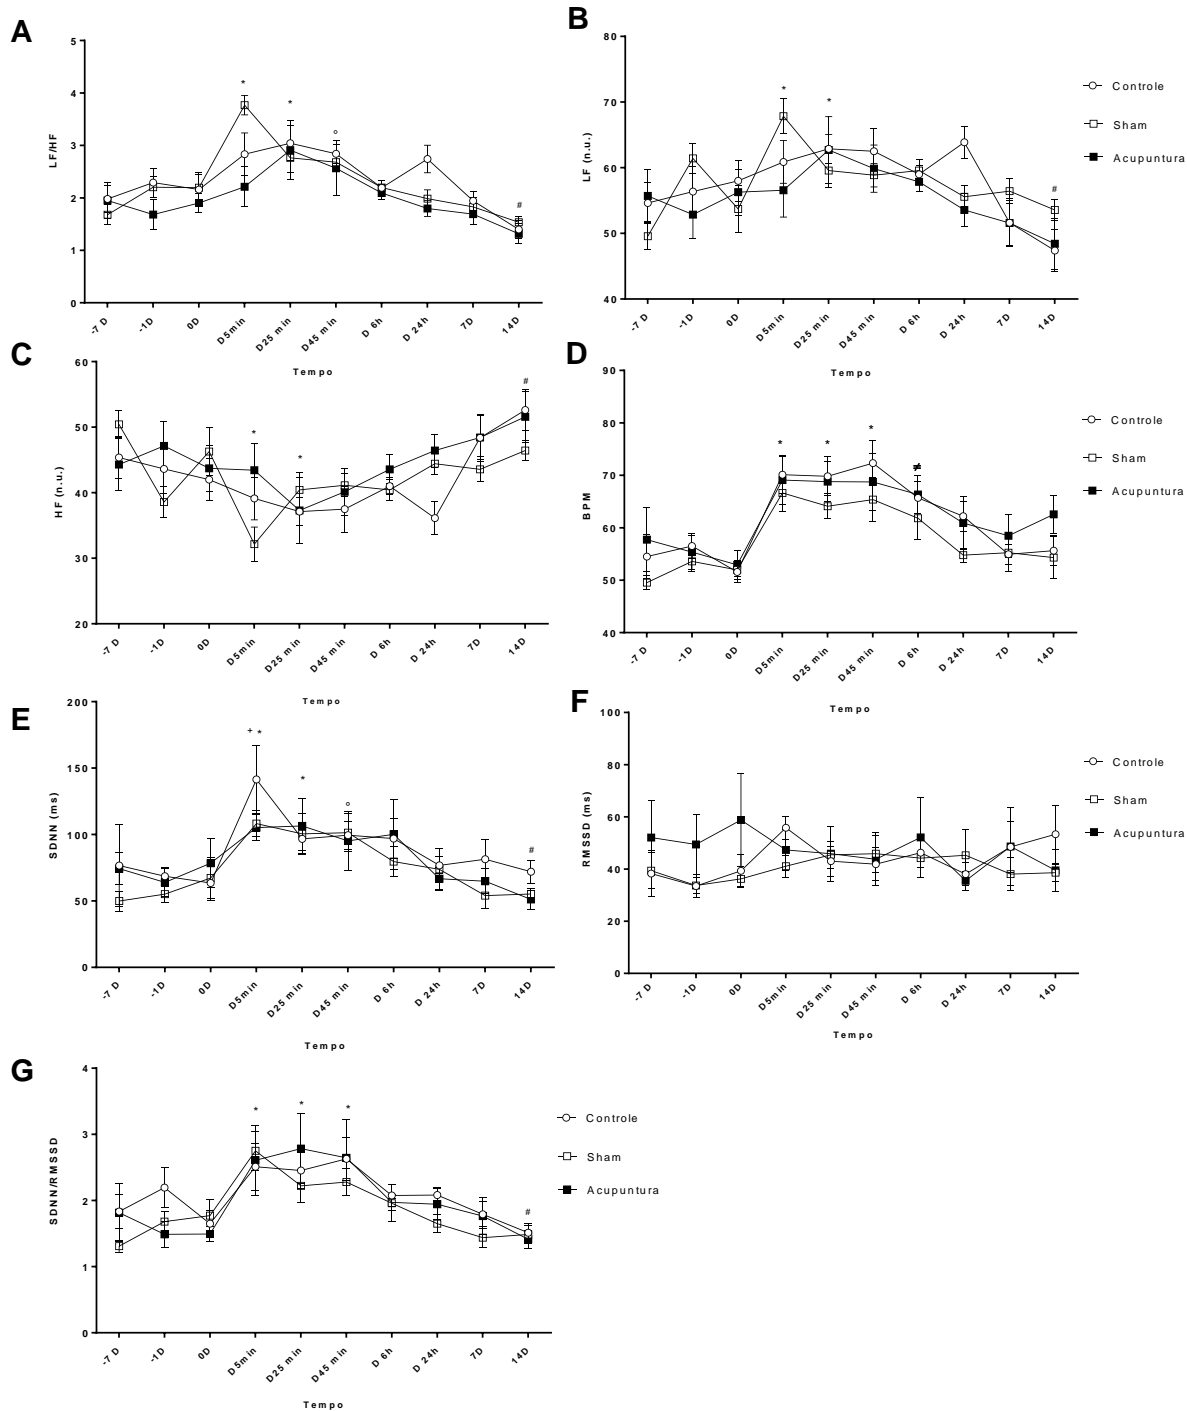 A
LF/HF
5
4
3
2
1
0
* * ° #
-7 D -1D 0D D5min D25 min D45 min D 6h D 24h 7D 14D
Tempo
B
LF (n.u.)
80
70
60
50
40
* * #
-7 D -1D 0D D5min D25 min D45 min D 6h D 24h 7D 14D
Tempo
Controle
Sham
Acupuntura
C
HF (n.u.)
60
50
40
30
20
* * #
-7 D -1D 0D D5min D25 min D45 min D 6h D 24h 7D 14D
Tempo
D
BPM
90
80
70
60
50
40
* * * ≠
-7 D -1D 0D D5min D25 min D45 min D 6h D 24h 7D 14D
Tempo
Controle
Sham
Acupuntura
E
SDNN (ms)
200
150
100
50
0
+ * * ° #
-7 D -1D 0D D5min D25 min D45 min D 6h D 24h 7D 14D
Tempo
F
RMSSD (ms)
100
80
60
40
20
0
-7 D -1D 0D D5min D25 min D45 min D 6h D 24h 7D 14D
Tempo
Controle
Sham
Acupuntura
G
SDNN/RMSSD
4
3
2
1
0
* * * #
-7 D -1D 0D D5min D25 min D45 min D 6h D 24h 7D 14D
Tempo
Controle
Sham
Acupuntura